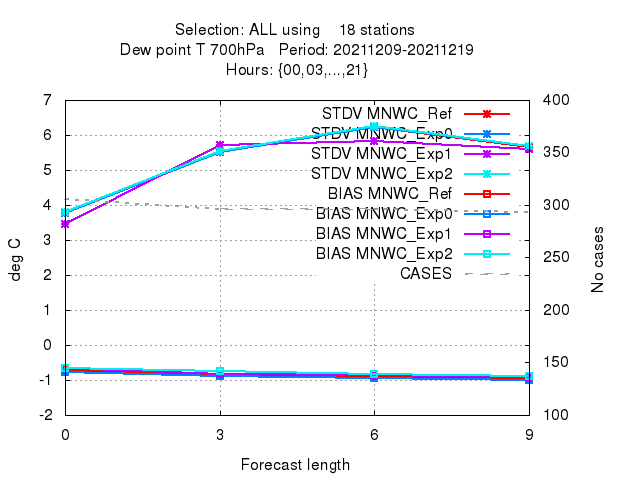 Selection: ALL using    18 stations
Dew point T 700hPa   Period: 20211209-20211219
Hours: {00,03,...,21}
7 400
STDV MNWC_Ref
6 STDV MNWC_Exp0 350
STDV MNWC_Exp1
5 STDV MNWC_Exp2
BIAS MNWC_Ref
4 300
BIAS MNWC_Exp0
3 BIAS MNWC_Exp1
BIAS MNWC_Exp2 250
2 CASES
1 200
0
-1 150
-2 100
0 3 6 9
deg C
No cases
Forecast length